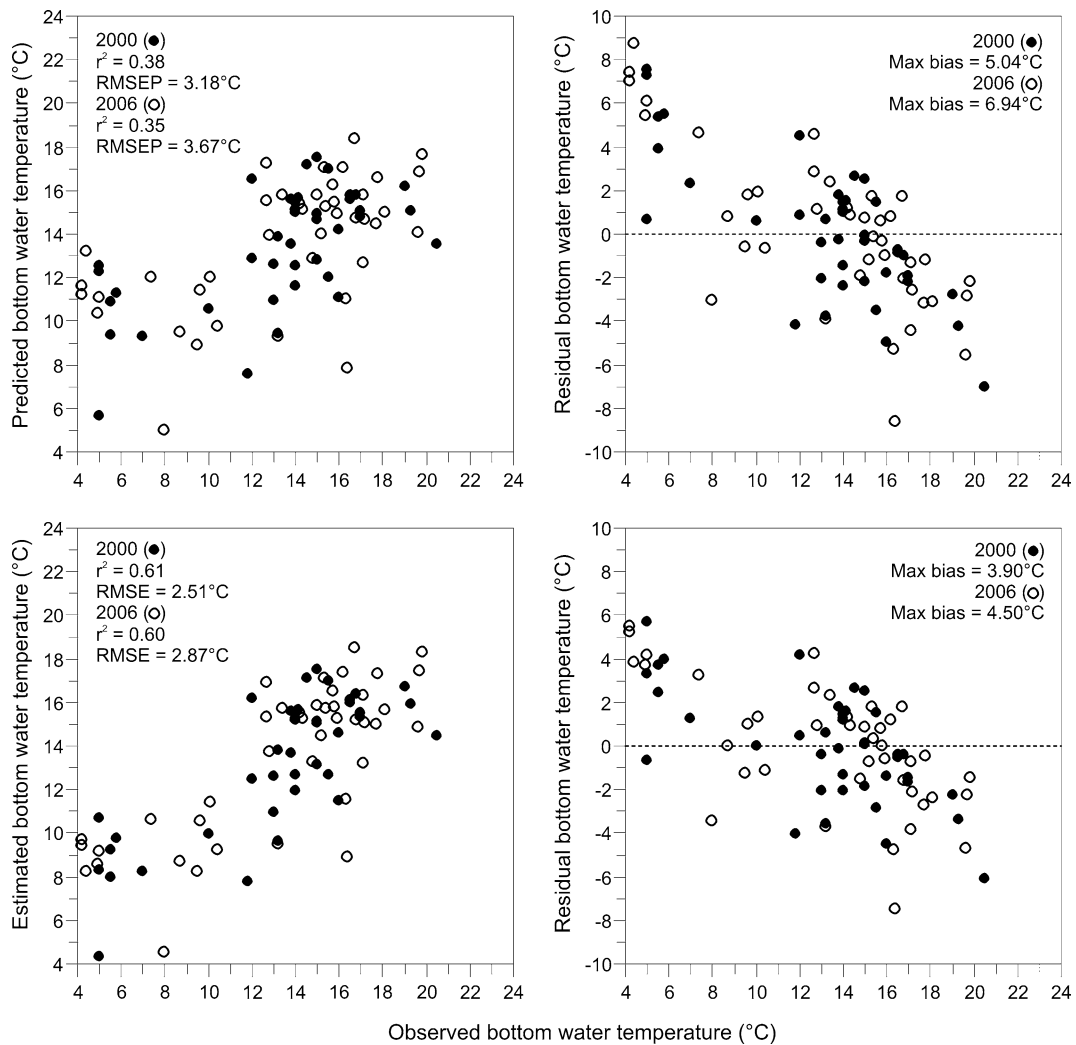 Predicted bottom water temperature (°C)
24
22
20
18
16
14
12
10
8
6
4
2000 (●)
r² = 0.38
RMSEP = 3.18°C
2006 (○)
r² = 0.35
RMSEP = 3.67°C
4 6 8 10 12 14 16 18 20 22 24
Residual bottom water temperature (°C)
10
8
6
4
2
0
-2
-4
-6
-8
-10
2000 (●)
Max bias = 5.04°C
2006 (○)
Max bias = 6.94°C
4 6 8 10 12 14 16 18 20 22 24
Estimated bottom water temperature (°C)
24
22
20
18
16
14
12
10
8
6
4
2000 (●)
r² = 0.61
RMSE = 2.51°C
2006 (○)
r² = 0.60
RMSE = 2.87°C
4 6 8 10 12 14 16 18 20 22 24
Residual bottom water temperature (°C)
10
8
6
4
2
0
-2
-4
-6
-8
-10
2000 (●)
Max bias = 3.90°C
2006 (○)
Max bias = 4.50°C
4 6 8 10 12 14 16 18 20 22 24
Observed bottom water temperature (°C)